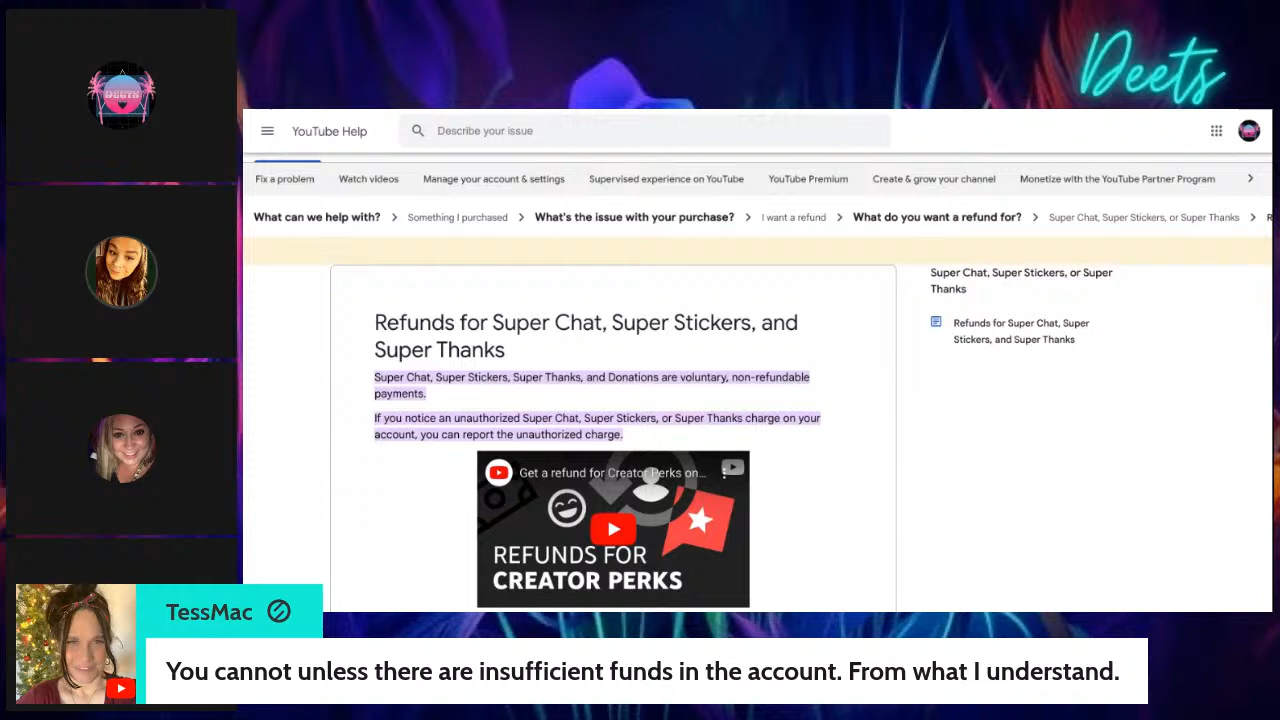 Deets
DEETS
YouTube Help
Describe your issue
Fix a problem
Watch videos
Manage your account & settings
Supervised experience on YouTube
YouTube Premium
Create & grow your channel
Monetize with the YouTube Partner Program
What can we help with? > Something I purchased > What's the issue with your purchase? > I want a refund > What do you want a refund for? > Super Chat, Super Stickers, or Super Thanks > R
Refunds for Super Chat, Super Stickers, and
Super Thanks
Super Chat, Super Stickers, Super Thanks, and Donations are voluntary, non-refundable
payments.
If you notice an unauthorized Super Chat, Super Stickers, or Super Thanks charge on your
account, you can report the unauthorized charge.
Get a refund for Creator Perks on...
REFUNDS FOR
CREATOR PERKS
Super Chat, Super Stickers, or Super
Thanks
Refunds for Super Chat, Super
Stickers, and Super Thanks
TessMac
You cannot unless there are insufficient funds in the account. From what I understand.